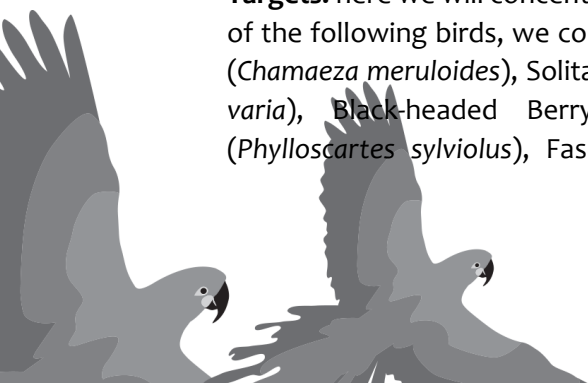 Targets: here we will concent
of the following birds, we co
(Chamaeza meruloides), Solita
varia), Black-headed Berry
(Phylloscartes sylviolus), Fas